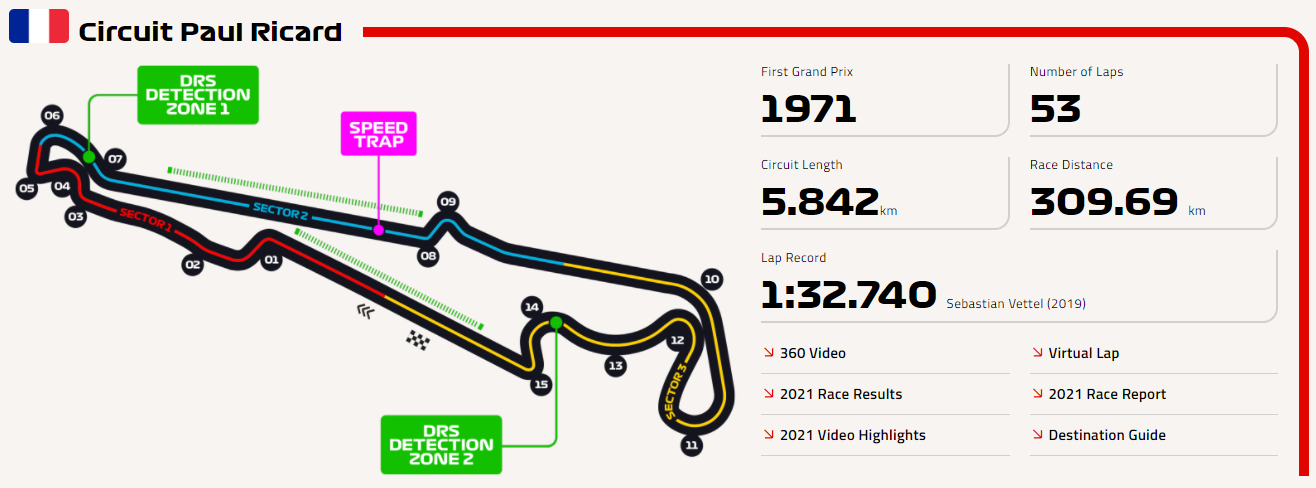 Circuit Paul Ricard
DRS
DETECTION
ZONE 1
SPEED
TRAP
06
07
05
04
03
SECTOR 1
SECTOR 2
09
08
02
01
10
14
12
13
15
SECTOR 3
11
DRS
DETECTION
ZONE 2
First Grand Prix
1971
Number of Laps
53
Circuit Length
5.842km
Race Distance
309.69 km
Lap Record
1:32.740 Sebastian Vettel (2019)
360 Video
Virtual Lap
2021 Race Results
2021 Race Report
2021 Video Highlights
Destination Guide